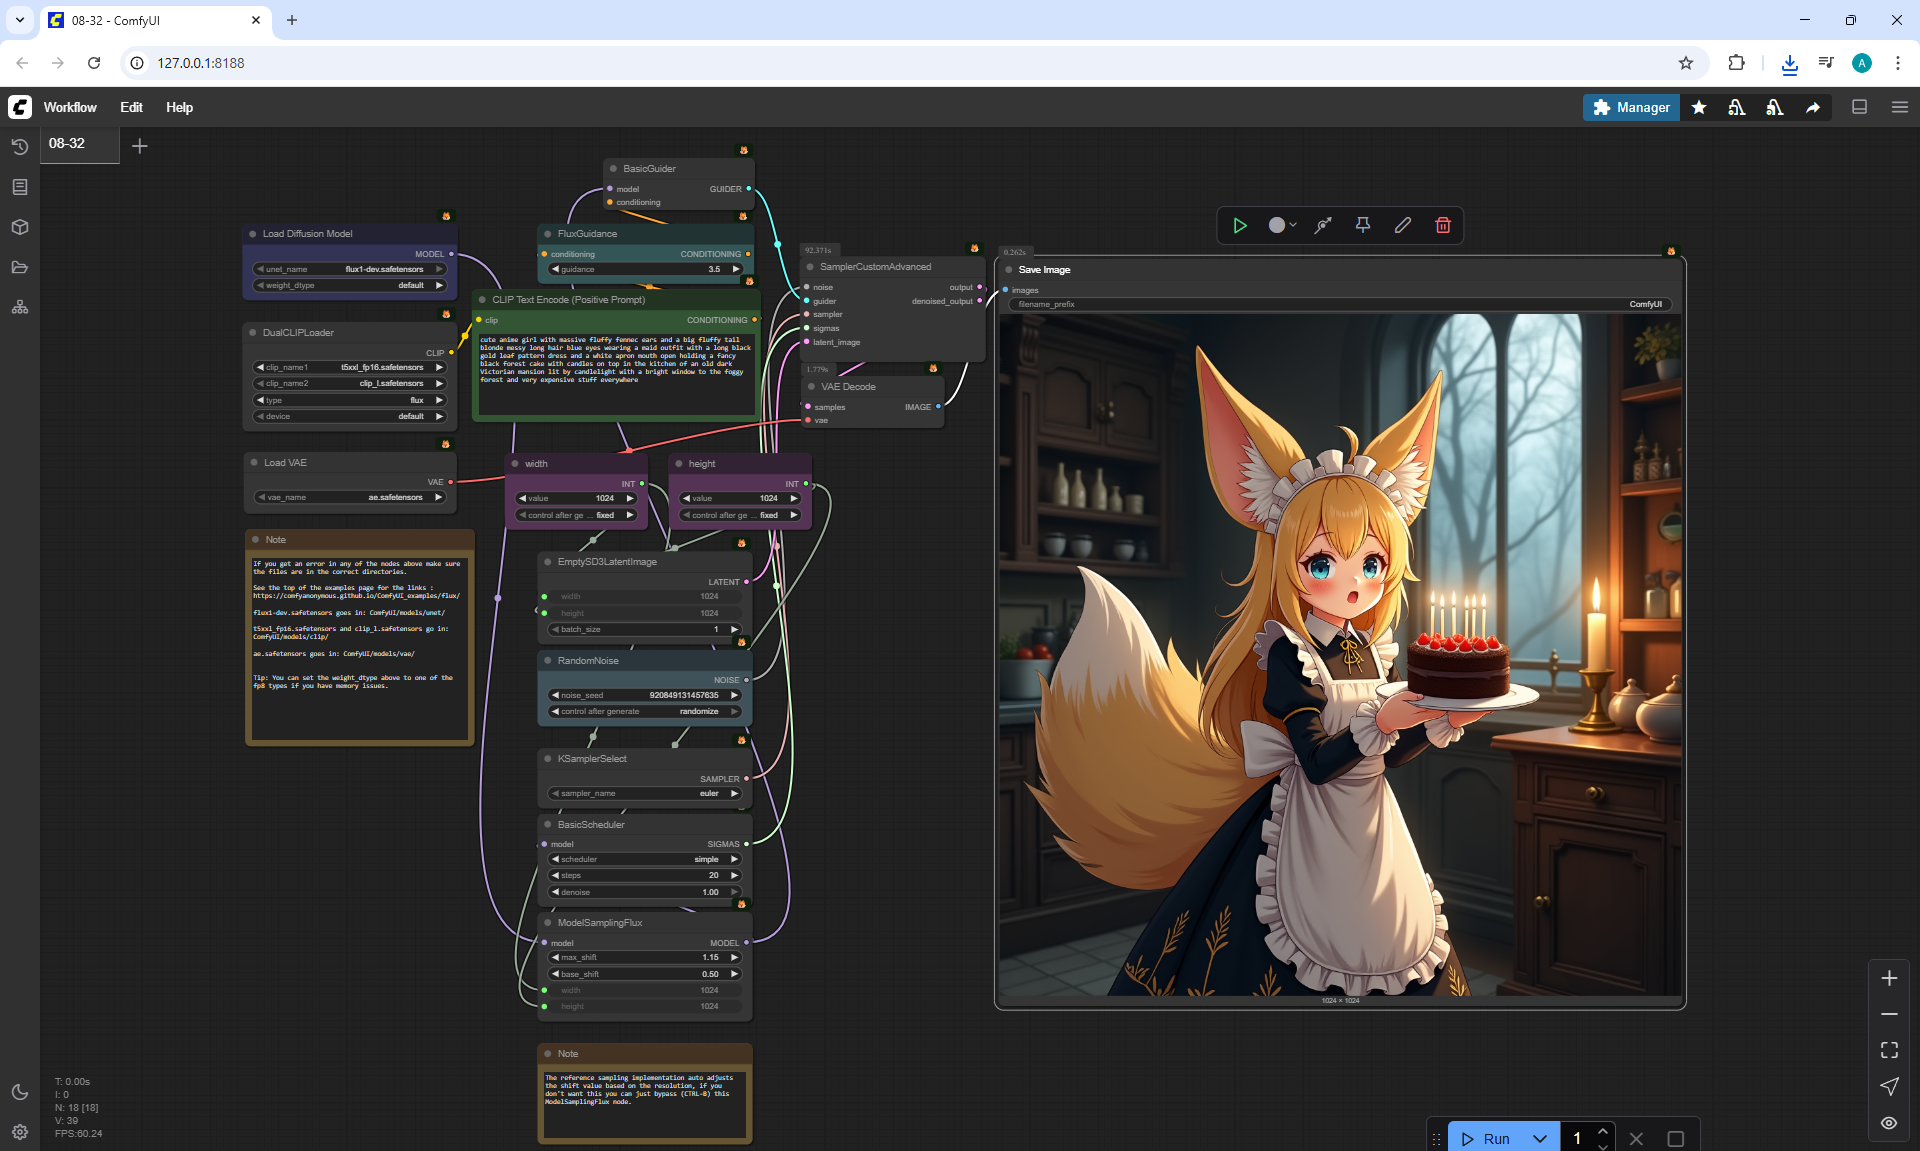 08-32 - ComfyUI
127.0.0.1:8188
A
Workflow Edit Help
Manager
08-32
BasicGuider
model GUIDER
conditioning
Load Diffusion Model
MODEL
unet_name flux1-dev.safetensors
weight_dtype default
FluxGuidance
conditioning CONDITIONING
guidance 3.5
DualCLIPLoader
CLIP
clip_name1 t5xxl_fp16.safetensors
clip_name2 clip_l.safetensors
type flux
device default
CLIP Text Encode (Positive Prompt)
clip CONDITIONING
cute anime girl with massive fluffy fennec ears and a big fluffy tail
blonde messy long hair blue eyes wearing a maid outfit with a long black
gold leaf pattern dress and a white apron mouth open holding a fancy
black forest cake with candles on top in the kitchen of an old dark
Victorian mansion lit by candlelight with a bright window to the foggy
forest and very expensive stuff everywhere
92.371s
SamplerCustomAdvanced
noise output
guider denoised_output
sampler
sigmas
latent_image
1.779s
VAE Decode
samples IMAGE
vae
Load VAE
VAE
vae_name ae.safetensors
width
INT
value 1024
control after ge ... fixed
height
INT
value 1024
control after ge ... fixed
Note
If you get an error in any of the nodes above make sure
the files are in the correct directories.
See the top of the examples page for the links :
https://comfyanonymous.github.io/ComfyUI_examples/flux/
flux1-dev.safetensors goes in: ComfyUI/models/unet/
t5xxl_fp16.safetensors and clip_l.safetensors go in:
ComfyUI/models/clip/
ae.safetensors goes in: ComfyUI/models/vae/
Tip: You can set the weight_dtype above to one of the
fp8 types if you have memory issues.
EmptySD3LatentImage
LATENT
width 1024
height 1024
batch_size 1
RandomNoise
NOISE
noise_seed 920849131457635
control after generate randomize
KSamplerSelect
SAMPLER
sampler_name euler
BasicScheduler
model SIGMAS
scheduler simple
steps 20
denoise 1.00
ModelSamplingFlux
model MODEL
max_shift 1.15
base_shift 0.50
width 1024
height 1024
Note
The reference sampling implementation auto adjusts
the shift value based on the resolution, if you
don't want this you can just bypass (CTRL-B) this
ModelSamplingFlux node.
0.262s
Save Image
images
filename_prefix ComfyUI
1024 × 1024
T: 0.00s
I: 0
N: 18 [18]
V: 39
FPS:60.24
Run 1